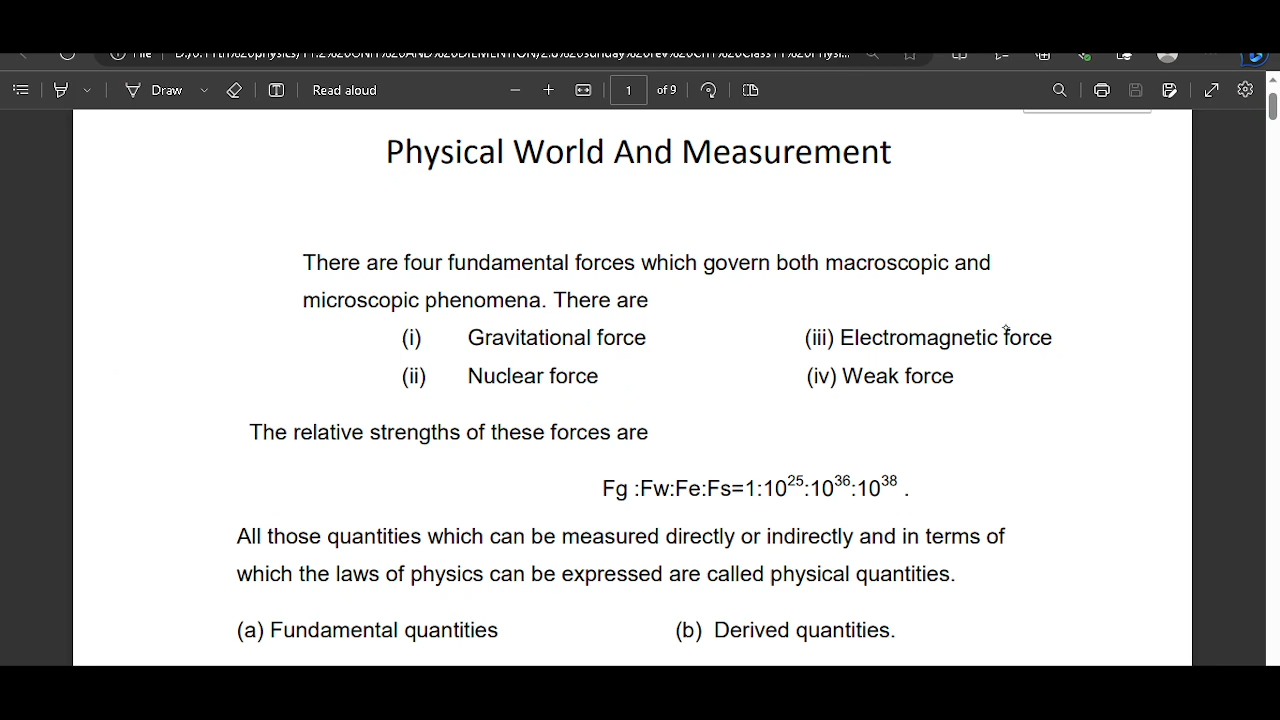 Draw
Read aloud
1 of 9
Physical World And Measurement
There are four fundamental forces which govern both macroscopic and
microscopic phenomena. There are
(i) Gravitational force (iii) Electromagnetic force
(ii) Nuclear force (iv) Weak force
The relative strengths of these forces are
Fg :Fw:Fe:Fs=1:10²⁵:10³⁶:10³⁸ .
All those quantities which can be measured directly or indirectly and in terms of
which the laws of physics can be expressed are called physical quantities.
(a) Fundamental quantities (b) Derived quantities.